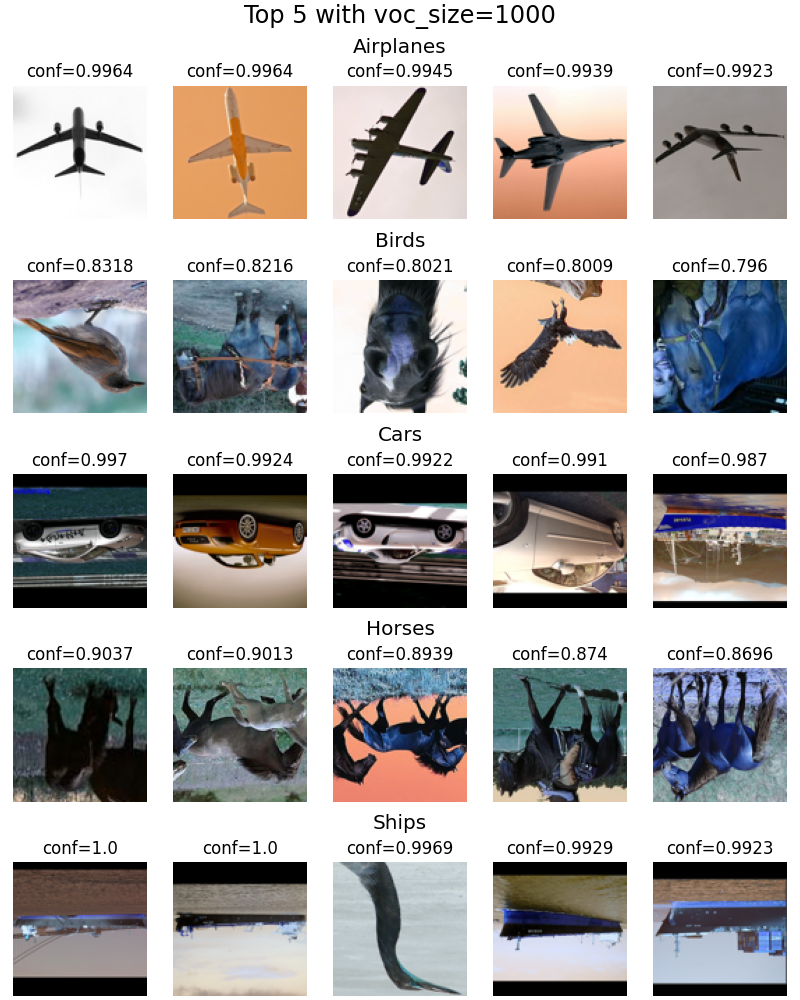 Top 5 with voc_size=1000
Airplanes
conf=0.9964 conf=0.9964 conf=0.9945 conf=0.9939 conf=0.9923
Birds
conf=0.8318 conf=0.8216 conf=0.8021 conf=0.8009 conf=0.796
Cars
conf=0.997 conf=0.9924 conf=0.9922 conf=0.991 conf=0.987
Horses
conf=0.9037 conf=0.9013 conf=0.8939 conf=0.874 conf=0.8696
Ships
conf=1.0 conf=1.0 conf=0.9969 conf=0.9929 conf=0.9923